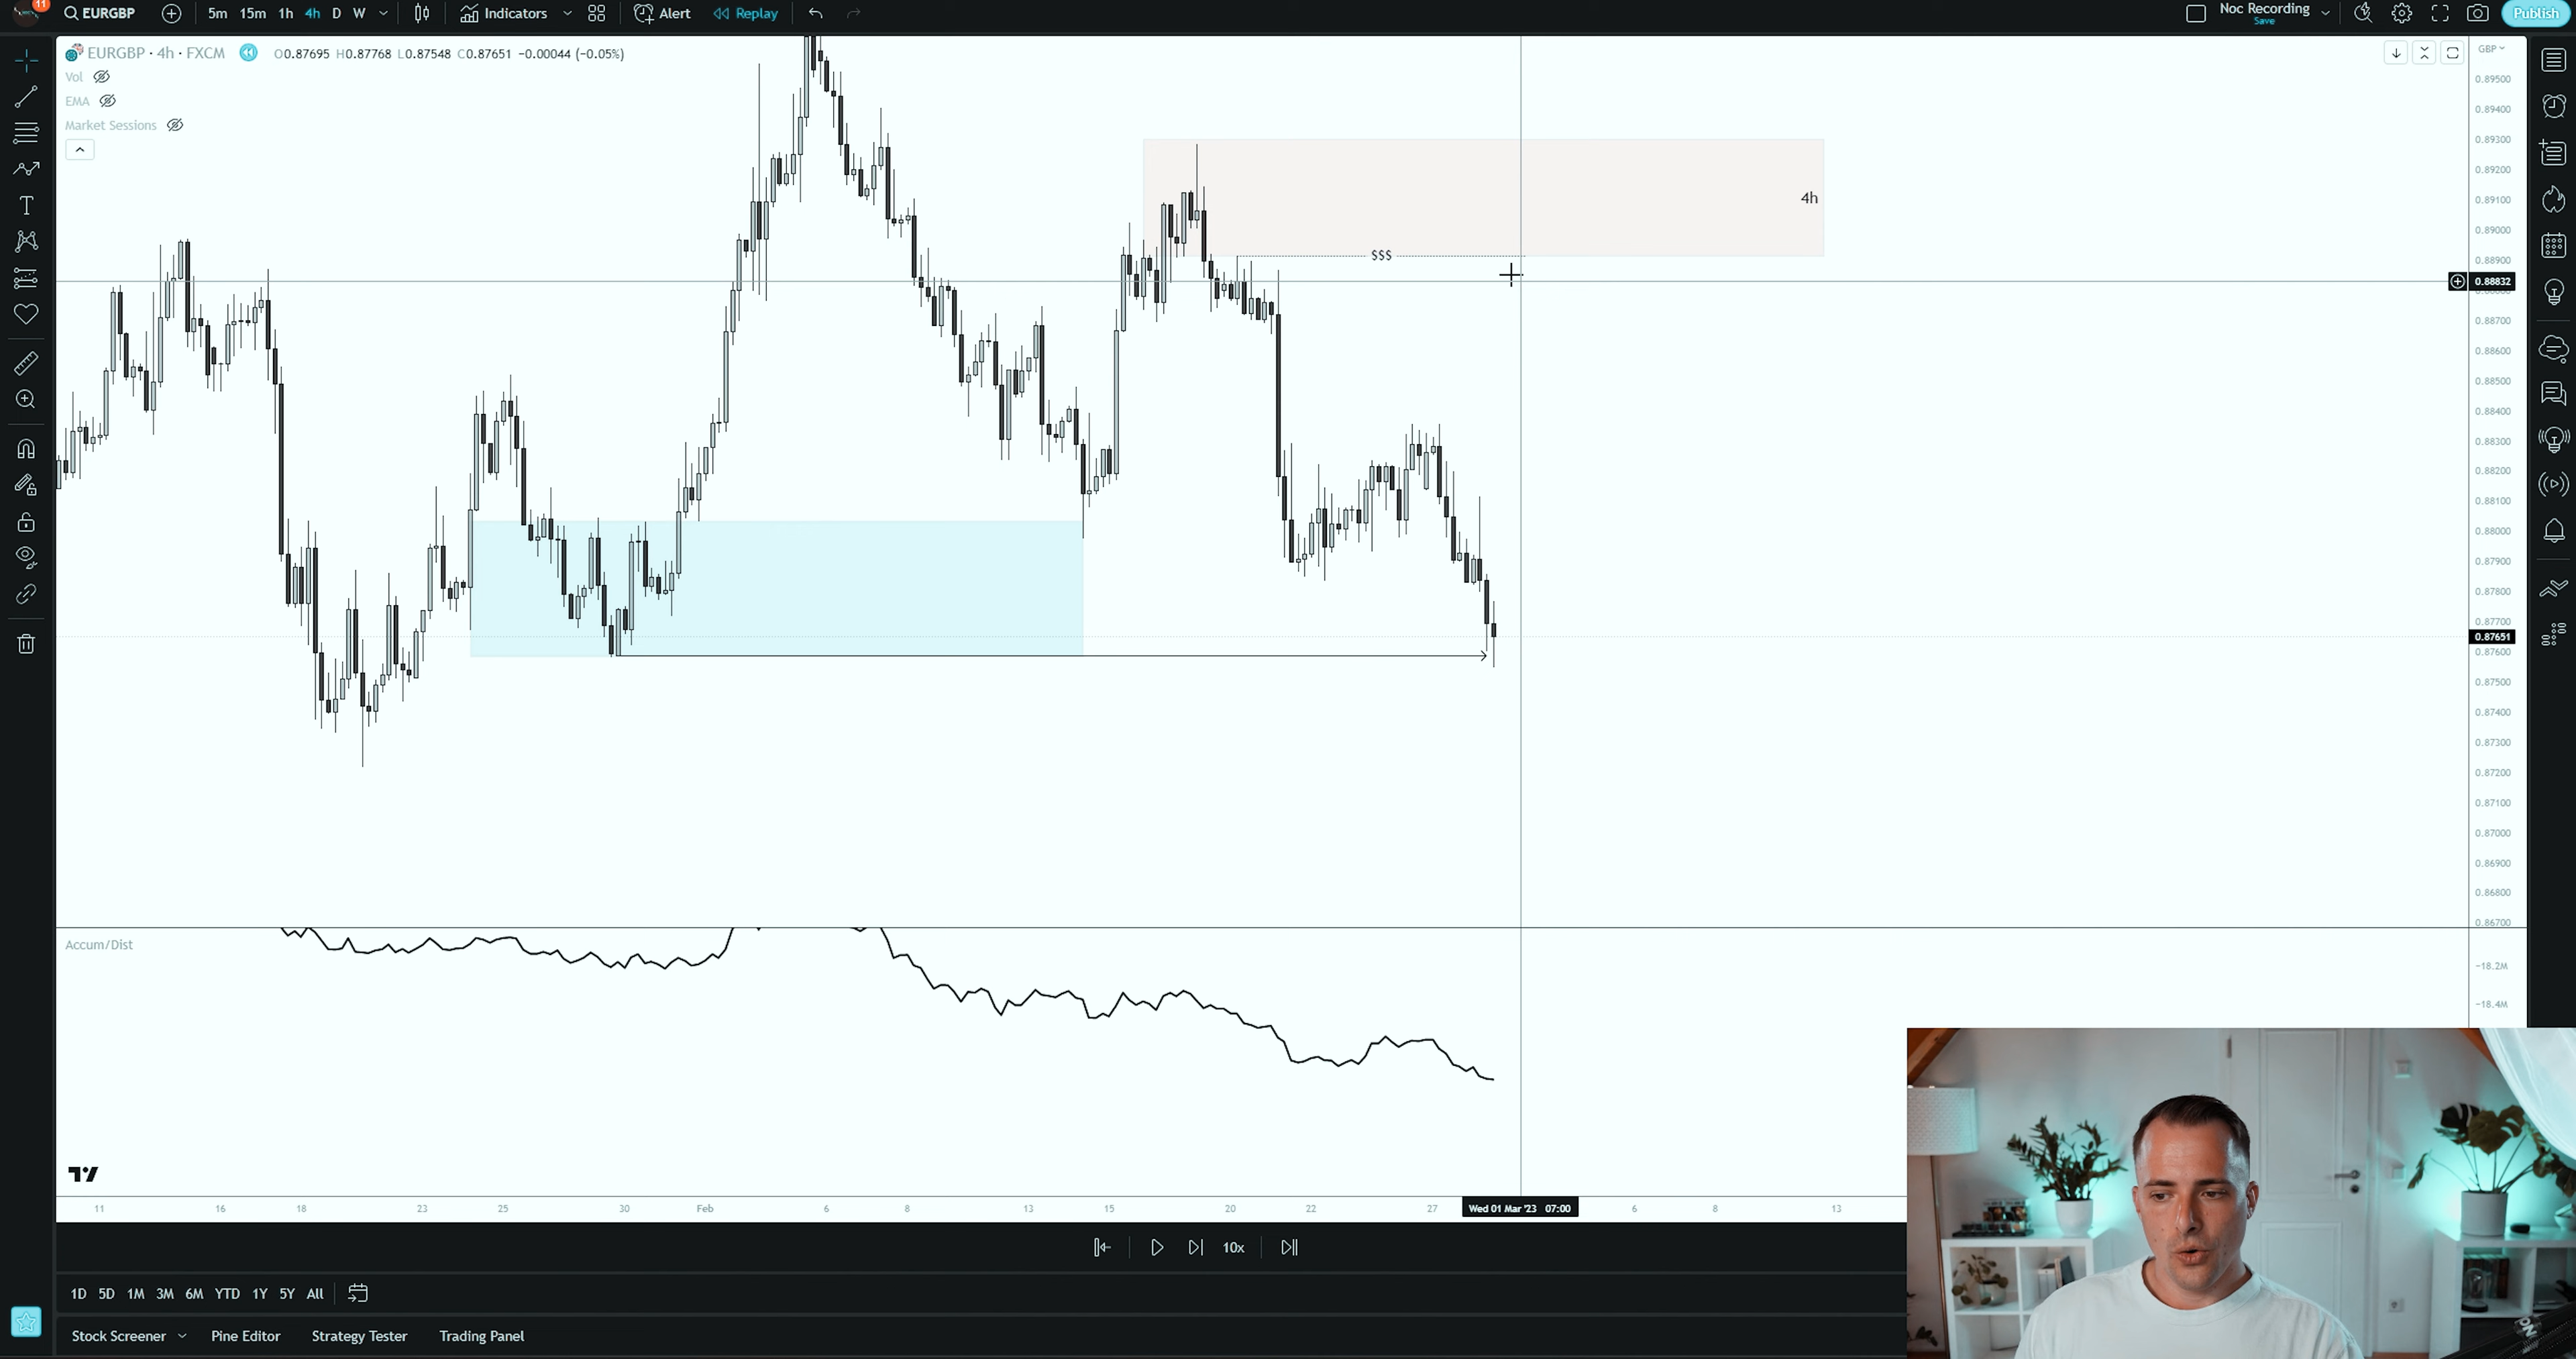 11
EURGBP
5m 15m 1h 4h D W
Indicators
Alert
Replay
Noc Recording
Save
Publish
EURGBP · 4h · FXCM O0.87695 H0.87768 L0.87548 C0.87651 −0.00044 (−0.05%)
Vol
EMA
Market Sessions
GBP
0.89500
0.89400
0.89300
0.89200
4h
0.89100
0.89000
$$$
0.88900
0.88832
0.88700
0.88600
0.88500
0.88400
0.88300
0.88200
0.88100
0.88000
0.87900
0.87800
0.87700
0.87651
0.87600
0.87500
0.87400
0.87300
0.87200
0.87100
0.87000
0.86900
0.86800
0.86700
Accum/Dist
−18.2M
−18.4M
11 16 18 23 25 30 Feb 6 8 13 15 20 22 27 Wed 01 Mar '23 07:00 6 8 13
10x
1D 5D 1M 3M 6M YTD 1Y 5Y All
Stock Screener Pine Editor Strategy Tester Trading Panel